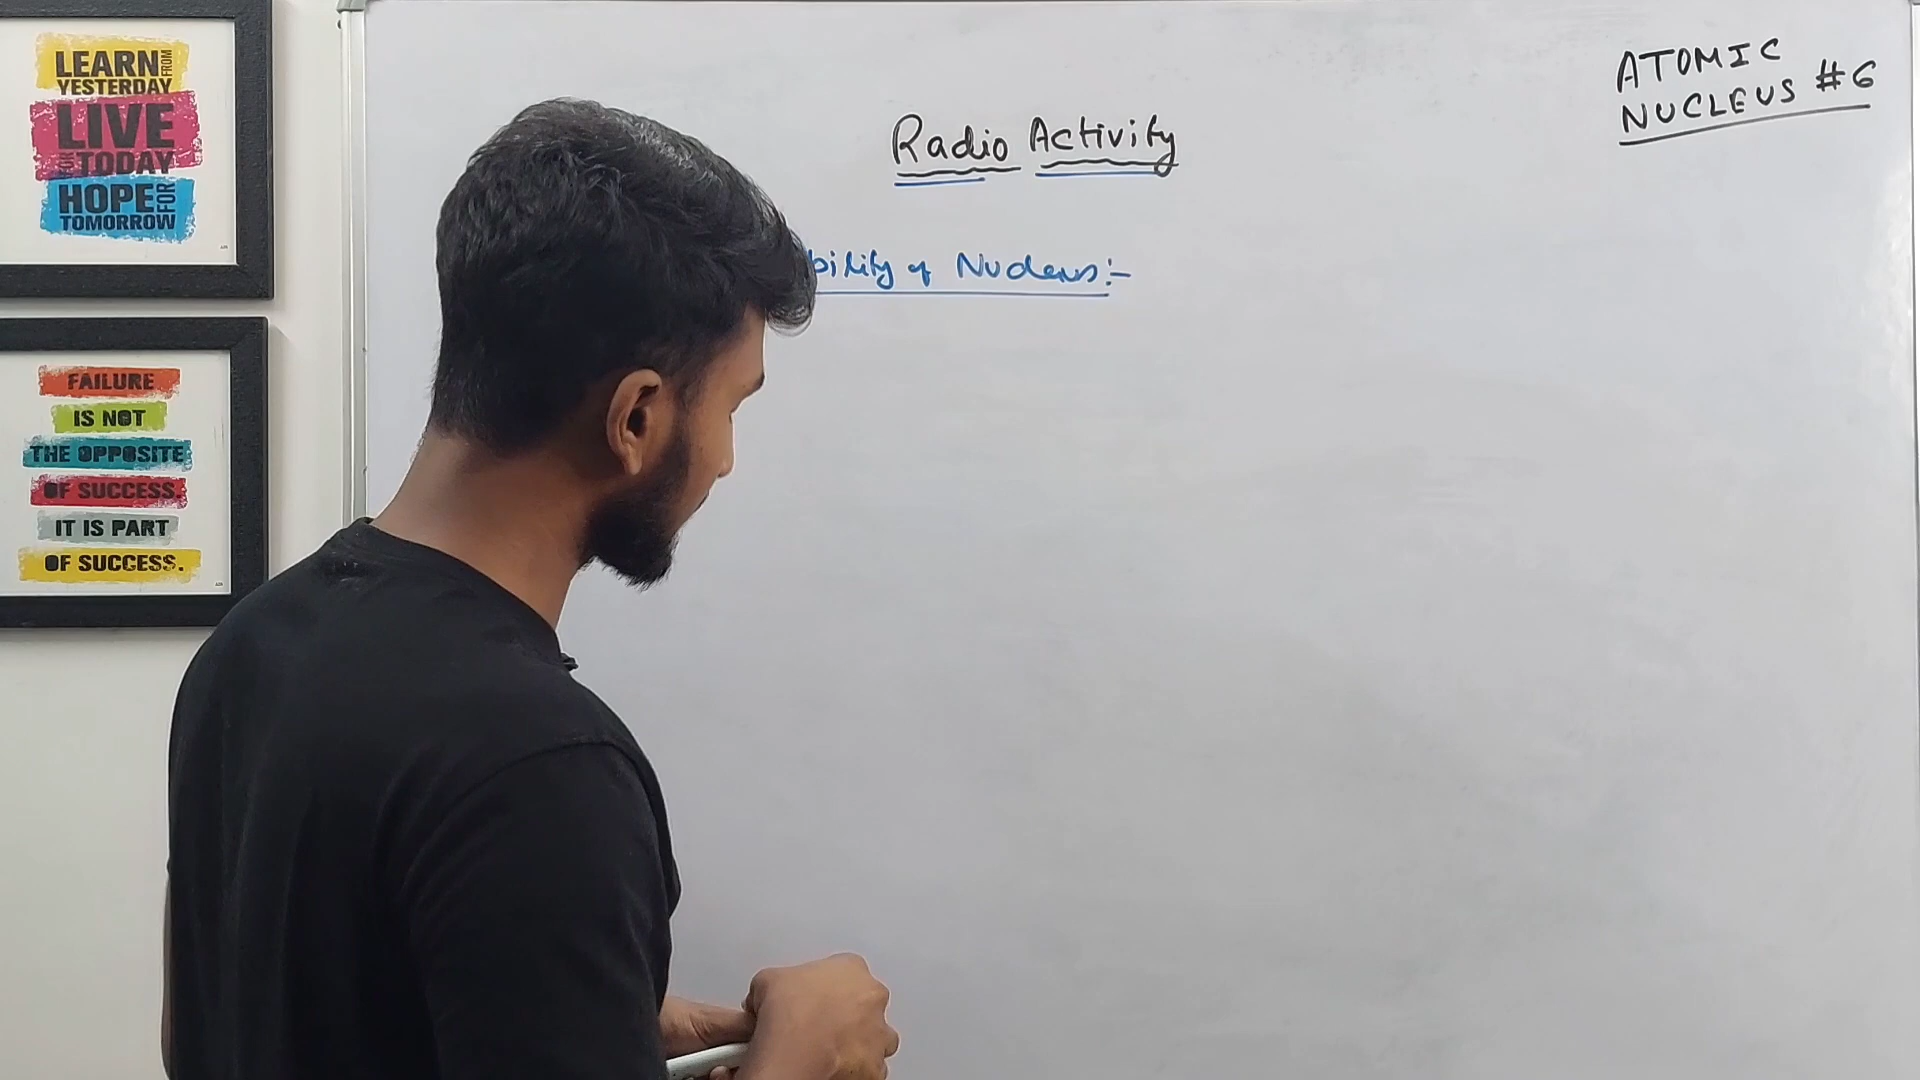 LEARN FROM
YESTERDAY
LIVE
FOR TODAY
HOPE FOR
TOMORROW
FAILURE
IS NOT
THE OPPOSITE
OF SUCCESS.
IT IS PART
OF SUCCESS.
Radio Activity
bility of Nucleus:-
ATOMIC
NUCLEUS #6